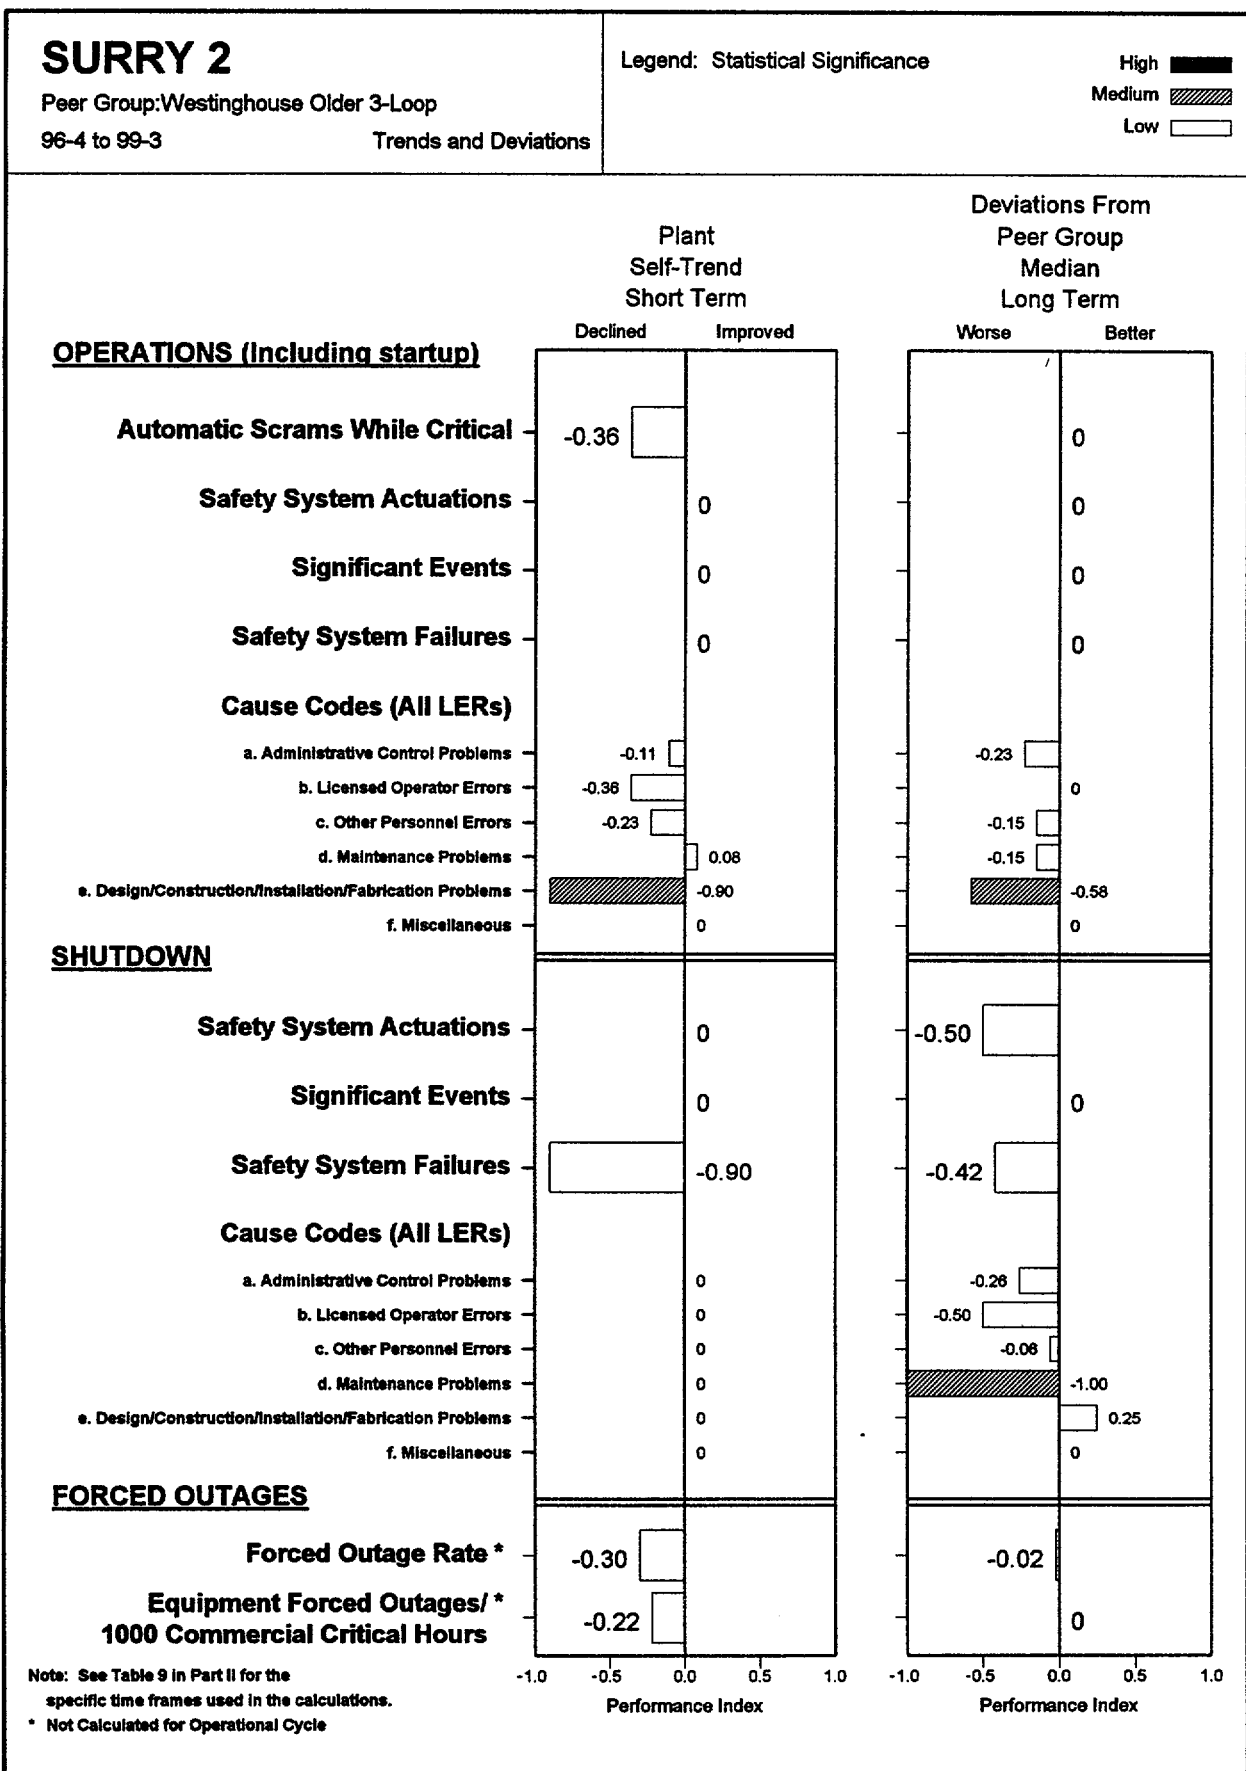 SURRY 2
Peer Group:Westinghouse Older 3-Loop
96-4 to 99-3 Trends and Deviations
Legend: Statistical Significance
High
Medium
Low
Plant
Self-Trend
Short Term
Declined Improved
Deviations From
Peer Group
Median
Long Term
Worse Better
OPERATIONS (including startup)
Automatic Scrams While Critical -0.36 0
Safety System Actuations 0 0
Significant Events 0 0
Safety System Failures 0 0
Cause Codes (All LERs)
a. Administrative Control Problems -0.11 -0.23
b. Licensed Operator Errors -0.36 0
c. Other Personnel Errors -0.23 -0.15
d. Maintenance Problems 0.08 -0.15
e. Design/Construction/Installation/Fabrication Problems -0.90 -0.58
f. Miscellaneous 0 0
SHUTDOWN
Safety System Actuations 0 -0.50
Significant Events 0 0
Safety System Failures -0.90 -0.42
Cause Codes (All LERs)
a. Administrative Control Problems 0 -0.26
b. Licensed Operator Errors 0 -0.50
c. Other Personnel Errors 0 -0.06
d. Maintenance Problems 0 -1.00
e. Design/Construction/Installation/Fabrication Problems 0 0.25
f. Miscellaneous 0 0
FORCED OUTAGES
Forced Outage Rate * -0.30 -0.02
Equipment Forced Outages/ *
1000 Commercial Critical Hours -0.22 0
-1.0 -0.5 0.0 0.5 1.0 -1.0 -0.5 0.0 0.5 1.0
Performance Index Performance Index
Note: See Table 9 in Part II for the
specific time frames used in the calculations.
* Not Calculated for Operational Cycle